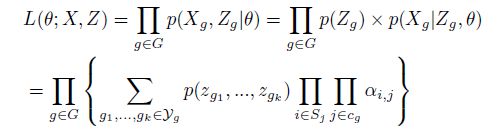 L(θ; X, Z) = ∏_{g∈G} p(X_g, Z_g|θ) = ∏_{g∈G} p(Z_g) × p(X_g|Z_g, θ)
= ∏_{g∈G} { ∑_{g_1,...,g_k∈𝒴_g} p(z_{g_1}, ..., z_{g_k}) ∏_{i∈S_j} ∏_{j∈c_g} α_{i,j} }